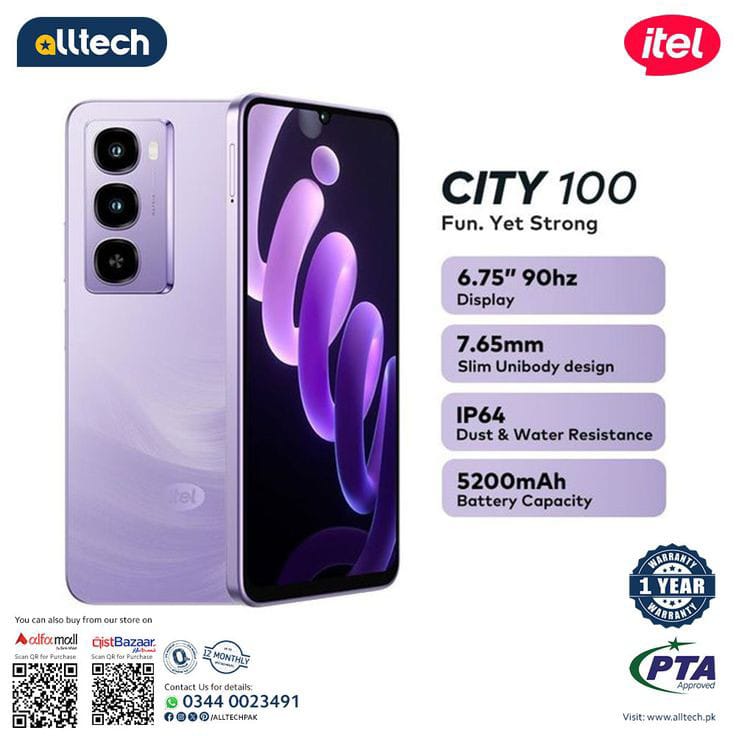 alltech
itel
CITY 100
Fun. Yet Strong
6.75" 90hz
Display
7.65mm
Slim Unibody design
IP64
Dust & Water Resistance
5200mAh
Battery Capacity
itel
WARRANTY
1 YEAR
WARRANTY
PTA
Approved
You can also buy from our store on
alfa mall
QistBazaar
Scan QR for Purchase
Scan QR for Purchase
0%
12 MONTHLY
Contact Us for details:
0344 0023491
/ALLTECHPAK
Visit: www.alltech.pk